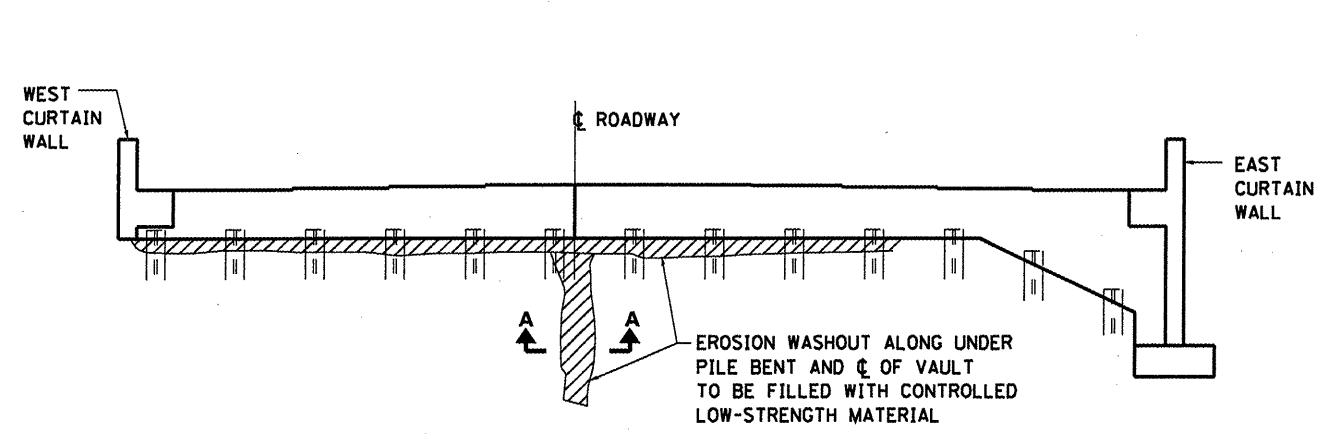 WEST
CURTAIN
WALL
℄ ROADWAY
EAST
CURTAIN
WALL
A A
EROSION WASHOUT ALONG UNDER
PILE BENT AND ℄ OF VAULT
TO BE FILLED WITH CONTROLLED
LOW-STRENGTH MATERIAL